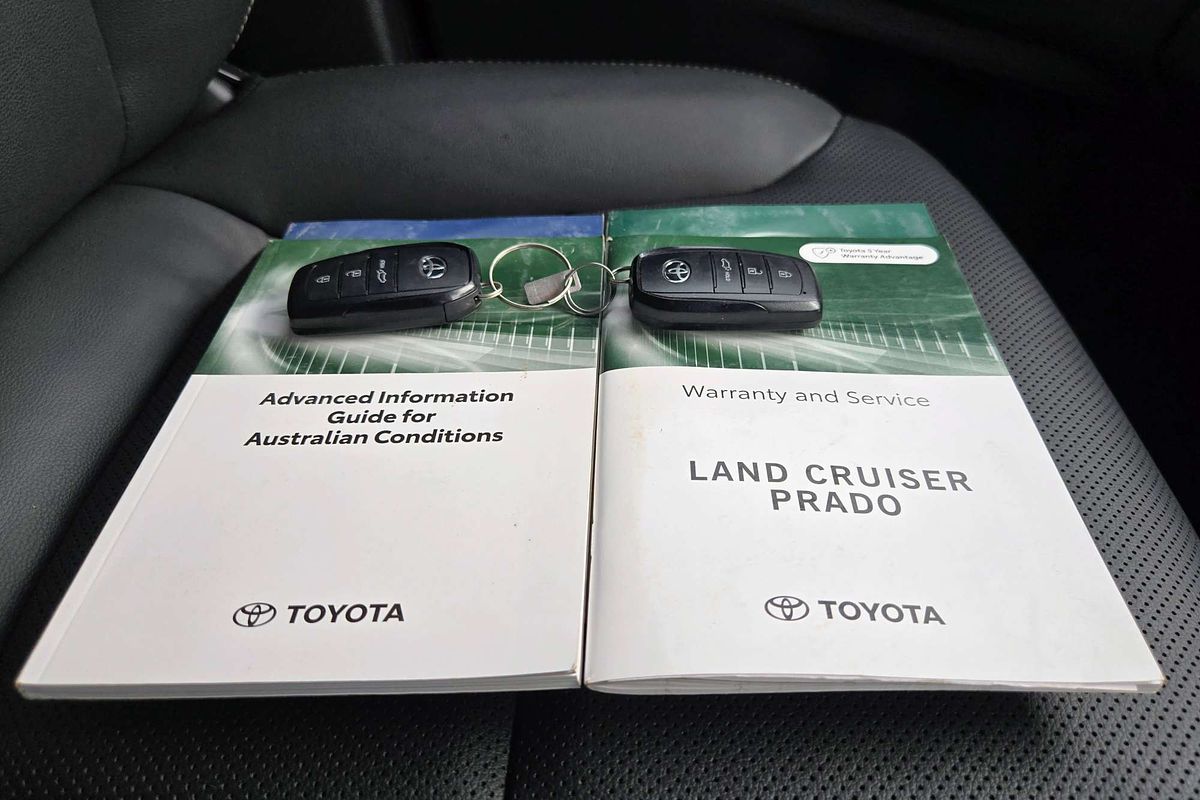 Toyota 5 Year
Warranty Advantage
Advanced Information
Guide for
Australian Conditions
TOYOTA
Warranty and Service
LAND CRUISER
PRADO
TOYOTA